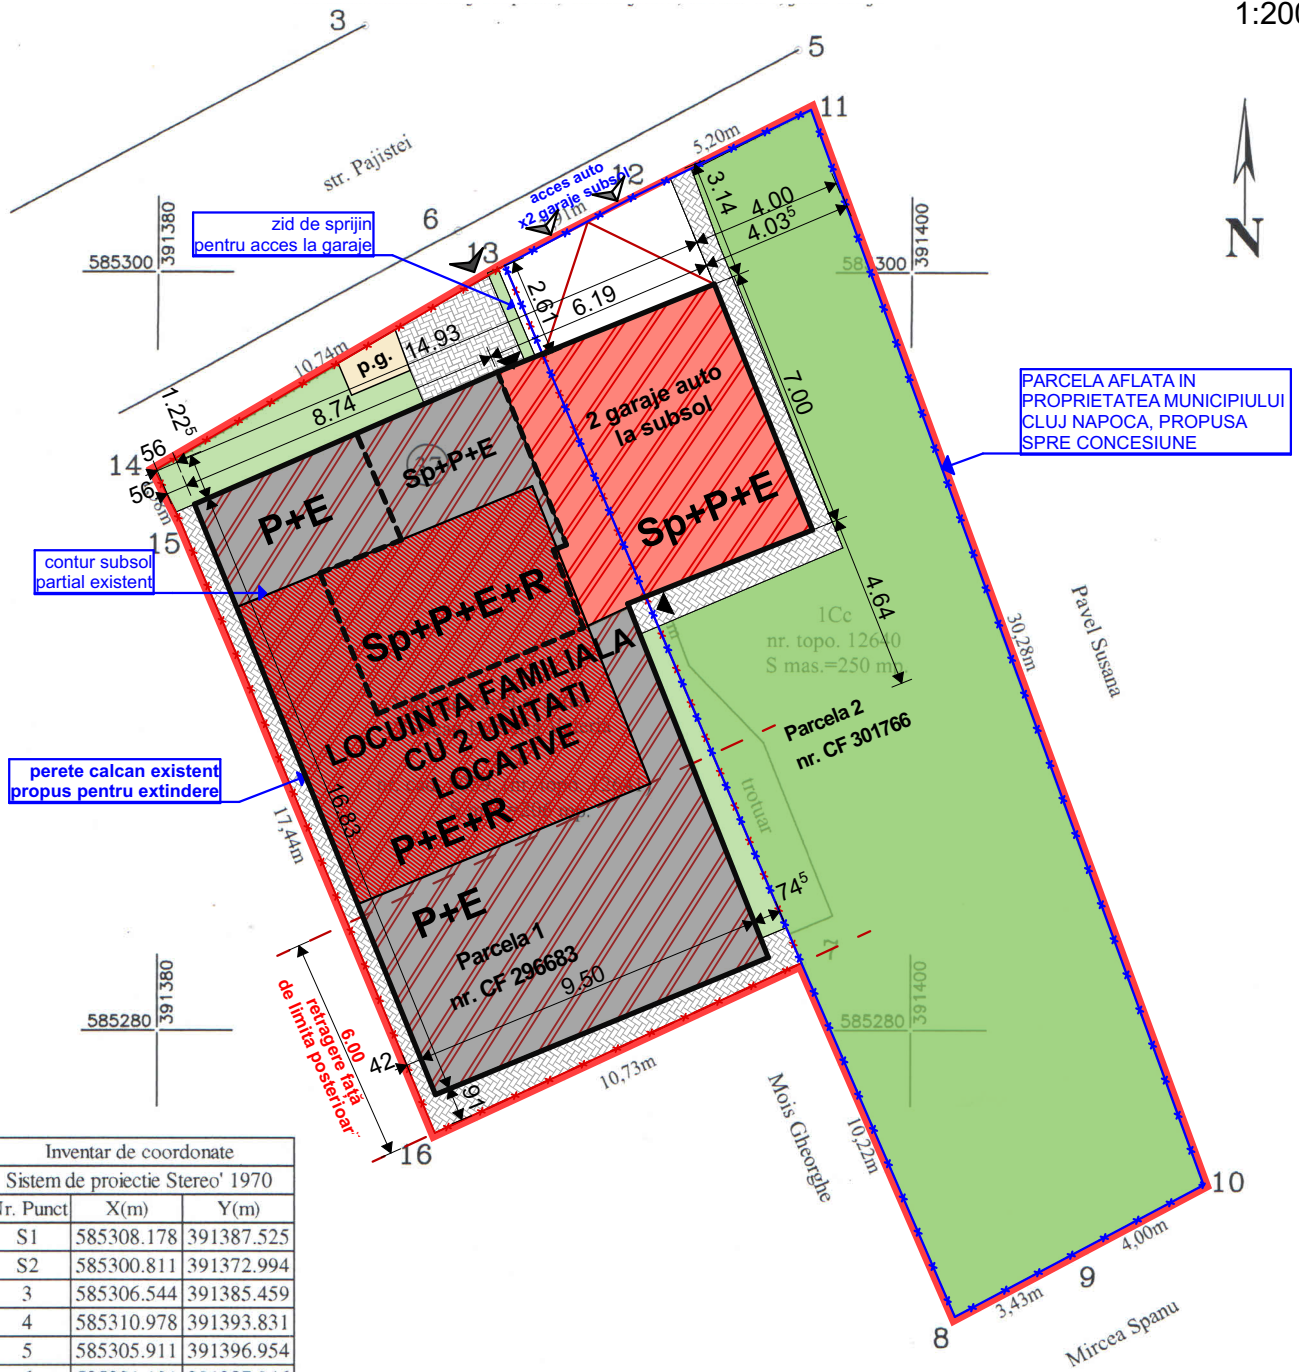 1:200
3
5
11
str. Pajistei
5,20m
12
acces auto
x2 garaje subsol
6
13
zid de sprijin
pentru acces la garaje
3.14
4.00
4.03⁵
391380
585300
391400
N
2.61
6.19
14.93
10,74m
p.g.
8.74
1.22⁵
7.00
2 garaje auto
la subsol
PARCELA AFLATA IN
PROPRIETATEA MUNICIPIULUI
CLUJ NAPOCA, PROPUSA
SPRE CONCESIUNE
14
56
56
15
Sp+P+E
P+E
Sp+P+E
contur subsol
partial existent
4.64
1Cc
nr. topo. 12640
S mas.=250 mp.
30,28m
Pavel Susana
Sp+P+E+R
LOCUINTA FAMILIALA
CU 2 UNITATI
LOCATIVE
Parcela 2
nr. CF 301766
perete calcan existent
propus pentru extindere
16.83
17,44m
trotuar
P+E+R
P+E
74⁵
Parcela 1
nr. CF 296683
9.50
6.00
retragere față
de limita posterioar
391380
585280
391400
585280
42
91
10,73m
16
Mois Gheorghe
10,22m
10
4,00m
9
3,43m
8
Mircea Spanu
Inventar de coordonate
Sistem de proiectie Stereo' 1970
Nr. Punct X(m) Y(m)
S1 585308.178 391387.525
S2 585300.811 391372.994
3 585306.544 391385.459
4 585310.978 391393.831
5 585305.911 391396.954